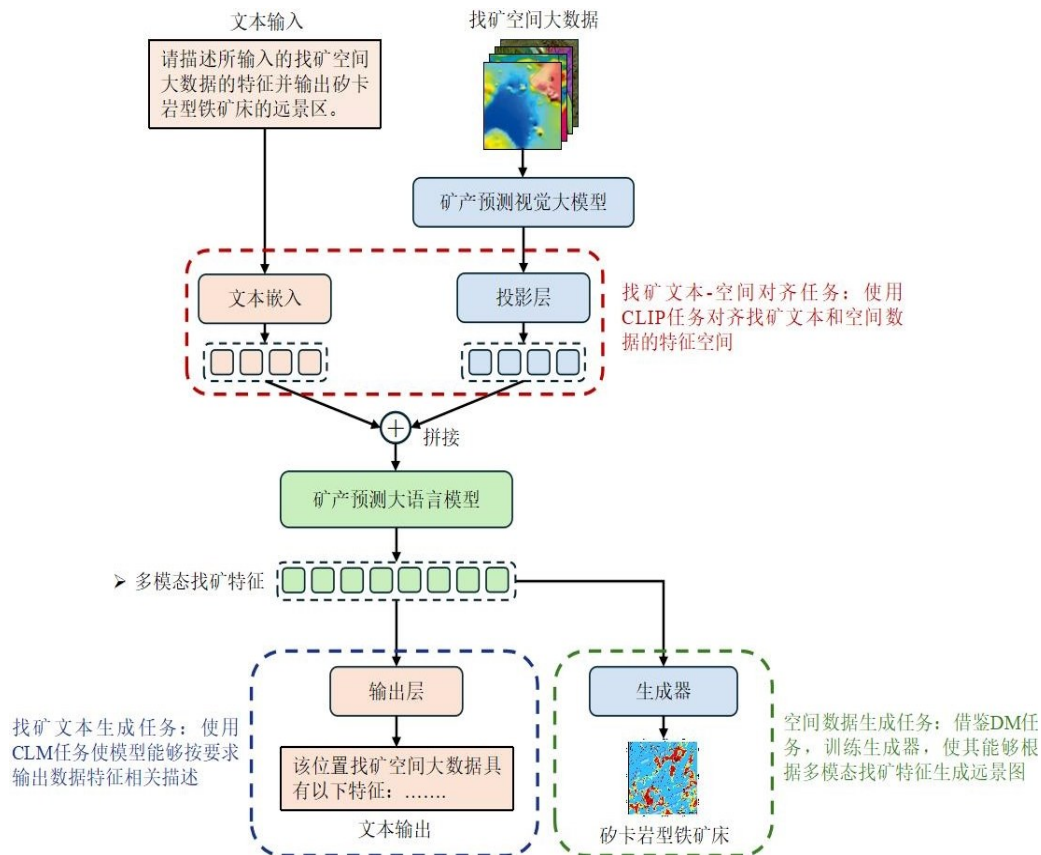 文本输入
找矿空间大数据
请描述所输入的找矿空间
大数据的特征并输出矽卡
岩型铁矿床的远景区。
矿产预测视觉大模型
文本嵌入
投影层
找矿文本-空间对齐任务：使用
CLIP任务对齐找矿文本和空间数
据的特征空间
拼接
矿产预测大语言模型
➢ 多模态找矿特征
输出层
生成器
找矿文本生成任务：使用
CLM任务使模型能够按要求
输出数据特征相关描述
空间数据生成任务：借鉴DM任
务，训练生成器，使其能够根
据多模态找矿特征生成远景图
该位置找矿空间大数据具
有以下特征：.......
文本输出
矽卡岩型铁矿床